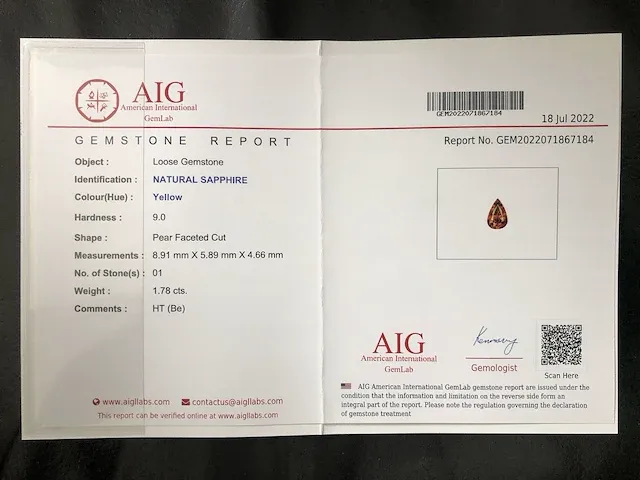 AIG
American International
GemLab
GEMSTONE REPORT
Object : Loose Gemstone
Identification : NATURAL SAPPHIRE
Colour(Hue) : Yellow
Hardness : 9.0
Shape : Pear Faceted Cut
Measurements : 8.91 mm X 5.89 mm X 4.66 mm
No. of Stone(s) : 01
Weight : 1.78 cts.
Comments : HT (Be)
www.aigllabs.com contactus@aigllabs.com
This report can be verified online at www.aigllabs.com
GEM2022071867184
18 Jul 2022
Report No. GEM2022071867184
AIG
American International
GemLab
Gemologist
Scan Here
AIG American International GemLab gemstone report are issued under the
condition that the information and limitation on the reverse side form an
integral part of the report. Please note the regulation governing the declaration
of gemstone treatment